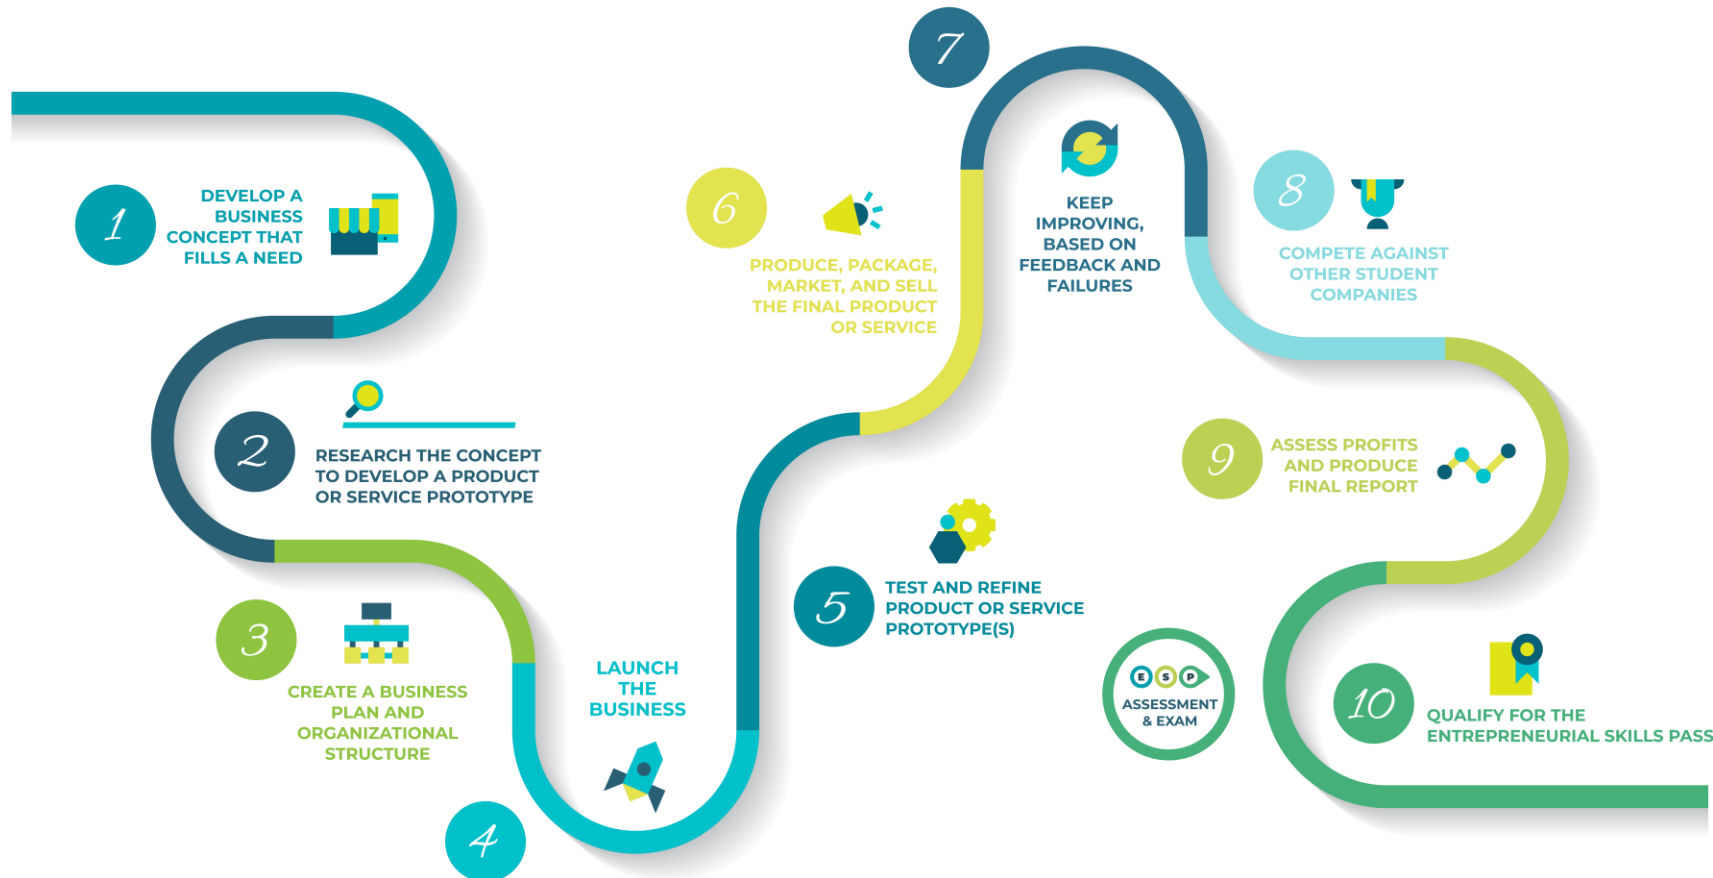 1
DEVELOP A
BUSINESS
CONCEPT THAT
FILLS A NEED
2
RESEARCH THE CONCEPT
TO DEVELOP A PRODUCT
OR SERVICE PROTOTYPE
3
CREATE A BUSINESS
PLAN AND
ORGANIZATIONAL
STRUCTURE
4
LAUNCH
THE
BUSINESS
5
TEST AND REFINE
PRODUCT OR SERVICE
PROTOTYPE(S)
6
PRODUCE, PACKAGE,
MARKET, AND SELL
THE FINAL PRODUCT
OR SERVICE
7
KEEP
IMPROVING,
BASED ON
FEEDBACK AND
FAILURES
8
COMPETE AGAINST
OTHER STUDENT
COMPANIES
9
ASSESS PROFITS
AND PRODUCE
FINAL REPORT
10
QUALIFY FOR THE
ENTREPRENEURIAL SKILLS PASS
ESP
ASSESSMENT
& EXAM